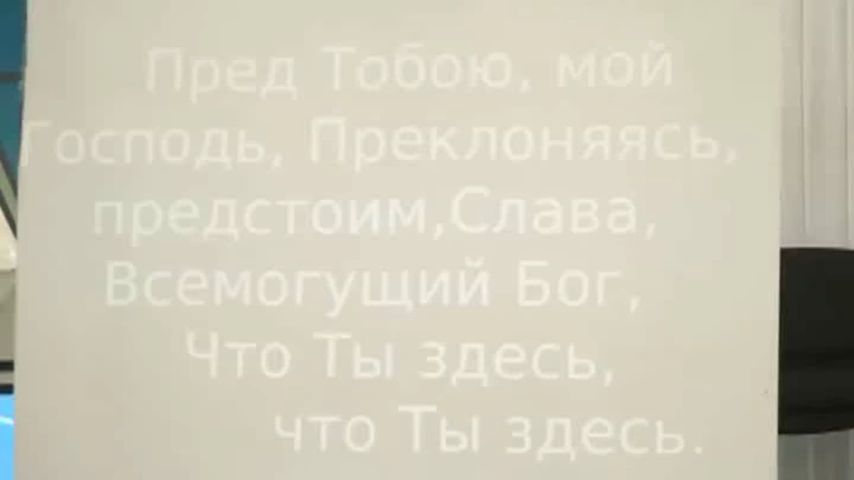 Пред Тобою, мой
Господь, Преклоняясь,
предстоим,Слава,
Всемогущий Бог,
Что Ты здесь,
что Ты здесь.